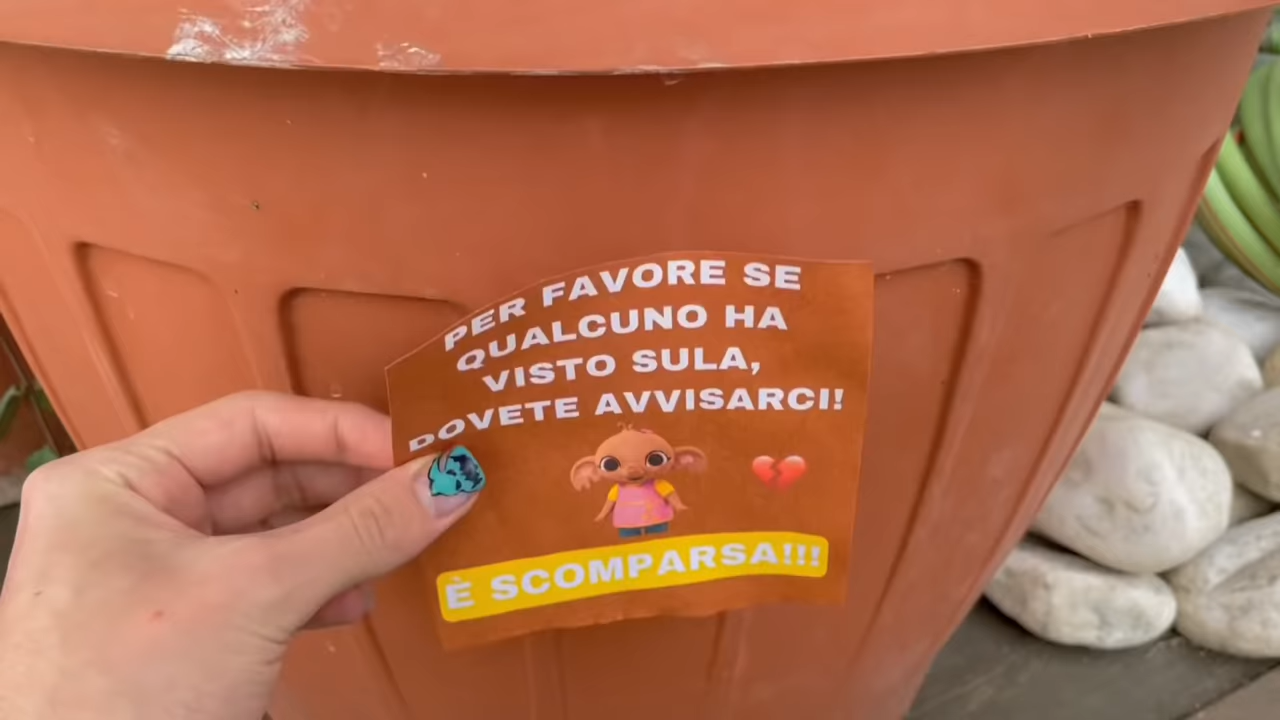 PER FAVORE SE
QUALCUNO HA
VISTO SULA,
DOVETE AVVISARCI!
È SCOMPARSA!!!